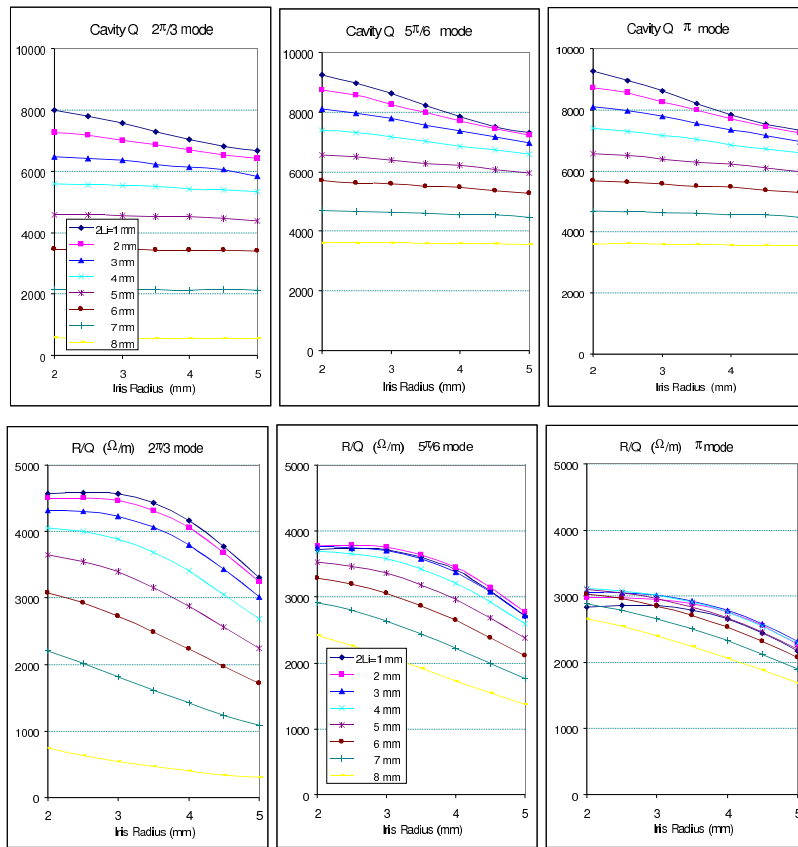 Cavity Q 2π/3 mode
10000
8000
6000
4000
2000
0
2Li=1 mm
2 mm
3 mm
4 mm
5 mm
6 mm
7 mm
8 mm
2 3 4 5
Iris Radius (mm)
Cavity Q 5π/6 mode
10000
8000
6000
4000
2000
0
2 3 4 5
Iris Radius (mm)
Cavity Q π mode
10000
8000
6000
4000
2000
0
2 3 4 5
Iris Radius (mm)
R/Q (Ω/m) 2π/3 mode
5000
4000
3000
2000
1000
0
2 3 4 5
Iris Radius (mm)
R/Q (Ω/m) 5π/6 mode
5000
4000
3000
2000
1000
0
2Li=1 mm
2 mm
3 mm
4 mm
5 mm
6 mm
7 mm
8 mm
2 3 4 5
Iris Radius (mm)
R/Q (Ω/m) π mode
5000
4000
3000
2000
1000
0
2 3 4 5
Iris Radius (mm)